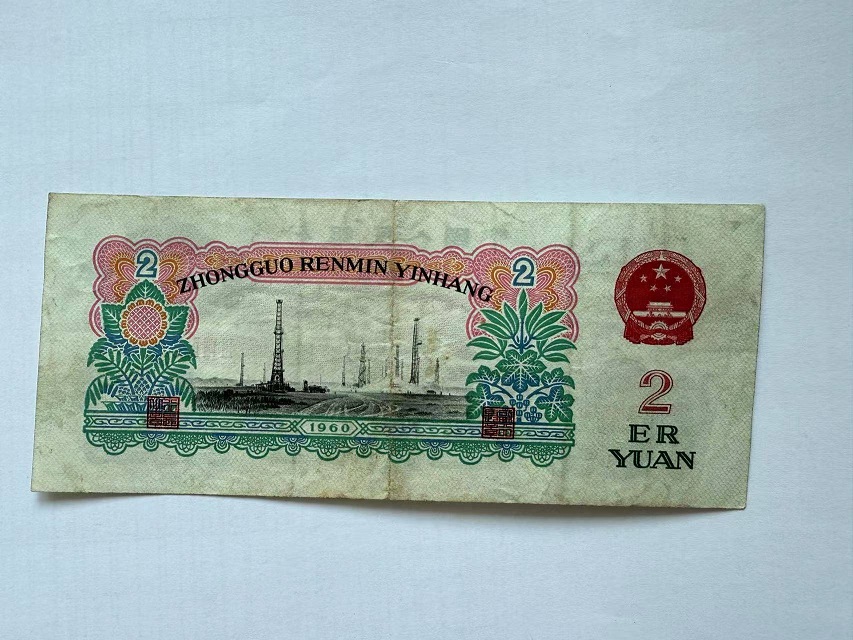 2
2
ZHONGGUO RENMIN YINHANG
1960
2
ER
YUAN